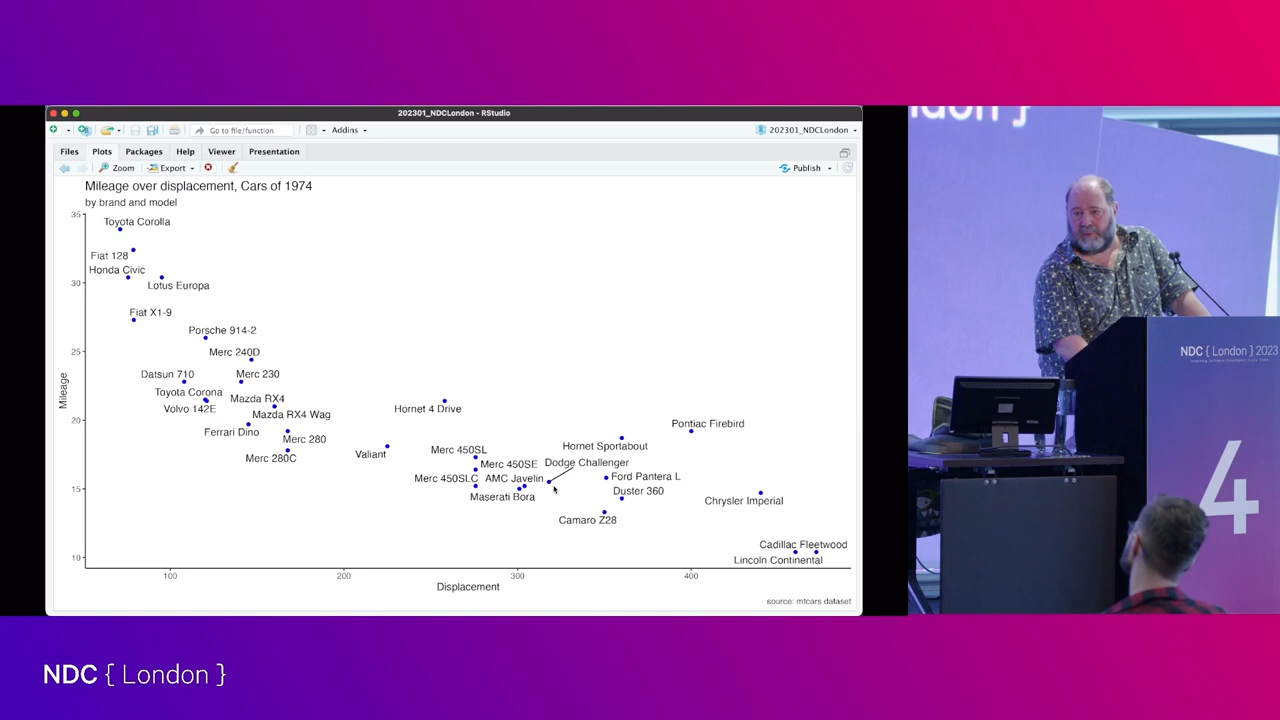 202301_NDCLondon - RStudio
Go to file/function
Addins
202301_NDCLondon
Files Plots Packages Help Viewer Presentation
Zoom Export Publish
Mileage over displacement, Cars of 1974
by brand and model
35
Toyota Corolla
Fiat 128
Honda Civic
30
Lotus Europa
Fiat X1-9
Porsche 914-2
25
Merc 240D
Datsun 710
Merc 230
Toyota Corona
Mazda RX4
Volvo 142E
Mazda RX4 Wag
Hornet 4 Drive
20
Pontiac Firebird
Ferrari Dino
Merc 280
Hornet Sportabout
Merc 280C
Valiant
Merc 450SL
Merc 450SE
Dodge Challenger
Merc 450SLC
AMC Javelin
Ford Pantera L
15
Maserati Bora
Duster 360
Chrysler Imperial
Camaro Z28
Cadillac Fleetwood
10
Lincoln Continental
100 200 300 400
Mileage
Displacement
source: mtcars dataset
London }
NDC { London } 2023
4
NDC { London }